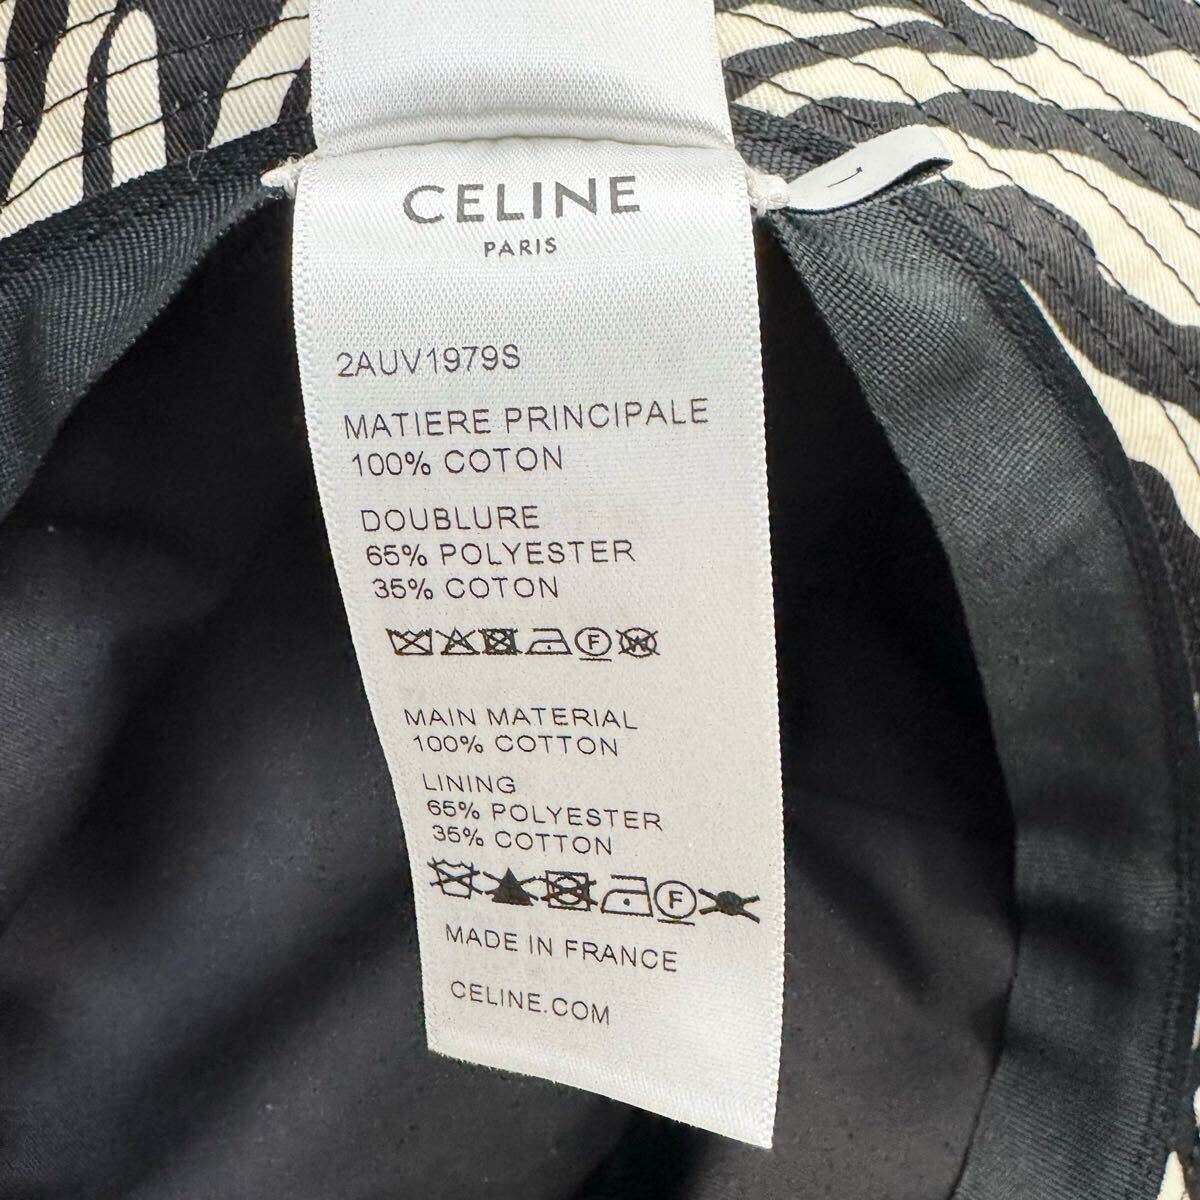 CELINE
PARIS
2AUV1979S
MATIERE PRINCIPALE
100% COTON
DOUBLURE
65% POLYESTER
35% COTON
F W
MAIN MATERIAL
100% COTTON
LINING
65% POLYESTER
35% COTTON
F
MADE IN FRANCE
CELINE.COM